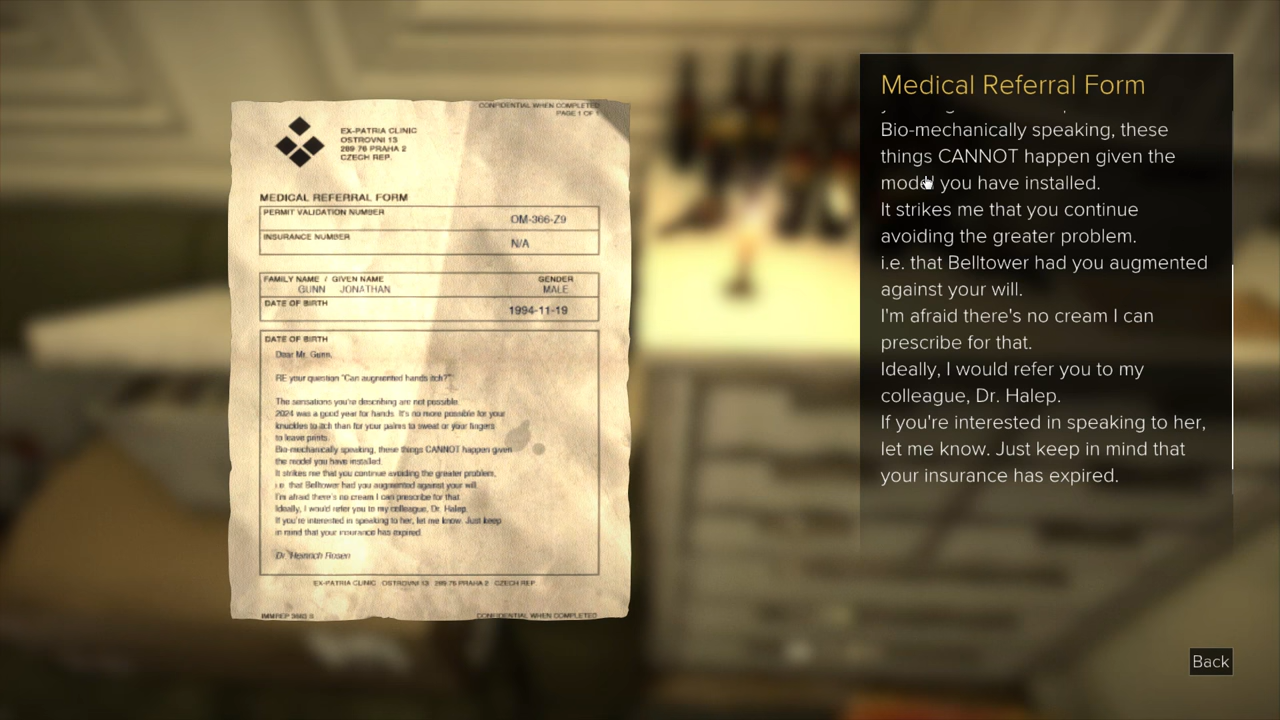 CONFIDENTIAL WHEN COMPLETED
PAGE 1 OF 1
EX-PATRIA CLINIC
OSTROVNI 13
289 76 PRAHA 2
CZECH REP.
MEDICAL REFERRAL FORM
PERMIT VALIDATION NUMBER OM-366-Z9
INSURANCE NUMBER N/A
FAMILY NAME / GIVEN NAME GENDER
GUNN JONATHAN MALE
DATE OF BIRTH 1994-11-19
DATE OF BIRTH
Dear Mr. Gunn,
RE your question "Can augmented hands itch?":
The sensations you're describing are not possible.
2024 was a good year for hands. It's no more possible for your
knuckles to itch than for your palms to sweat or your fingers
to leave prints.
Bio-mechanically speaking, these things CANNOT happen given
the model you have installed.
It strikes me that you continue avoiding the greater problem,
i.e. that Belltower had you augmented against your will.
I'm afraid there's no cream I can prescribe for that.
Ideally, I would refer you to my colleague, Dr. Halep.
If you're interested in speaking to her, let me know. Just keep
in mind that your insurance has expired.
Dr. Heinrich Rosen
EX-PATRIA CLINIC OSTROVNI 13 289 76 PRAHA 2 CZECH REP.
CONFIDENTIAL WHEN COMPLETED
Medical Referral Form
Bio-mechanically speaking, these
things CANNOT happen given the
model you have installed.
It strikes me that you continue
avoiding the greater problem.
i.e. that Belltower had you augmented
against your will.
I'm afraid there's no cream I can
prescribe for that.
Ideally, I would refer you to my
colleague, Dr. Halep.
If you're interested in speaking to her,
let me know. Just keep in mind that
your insurance has expired.
Back